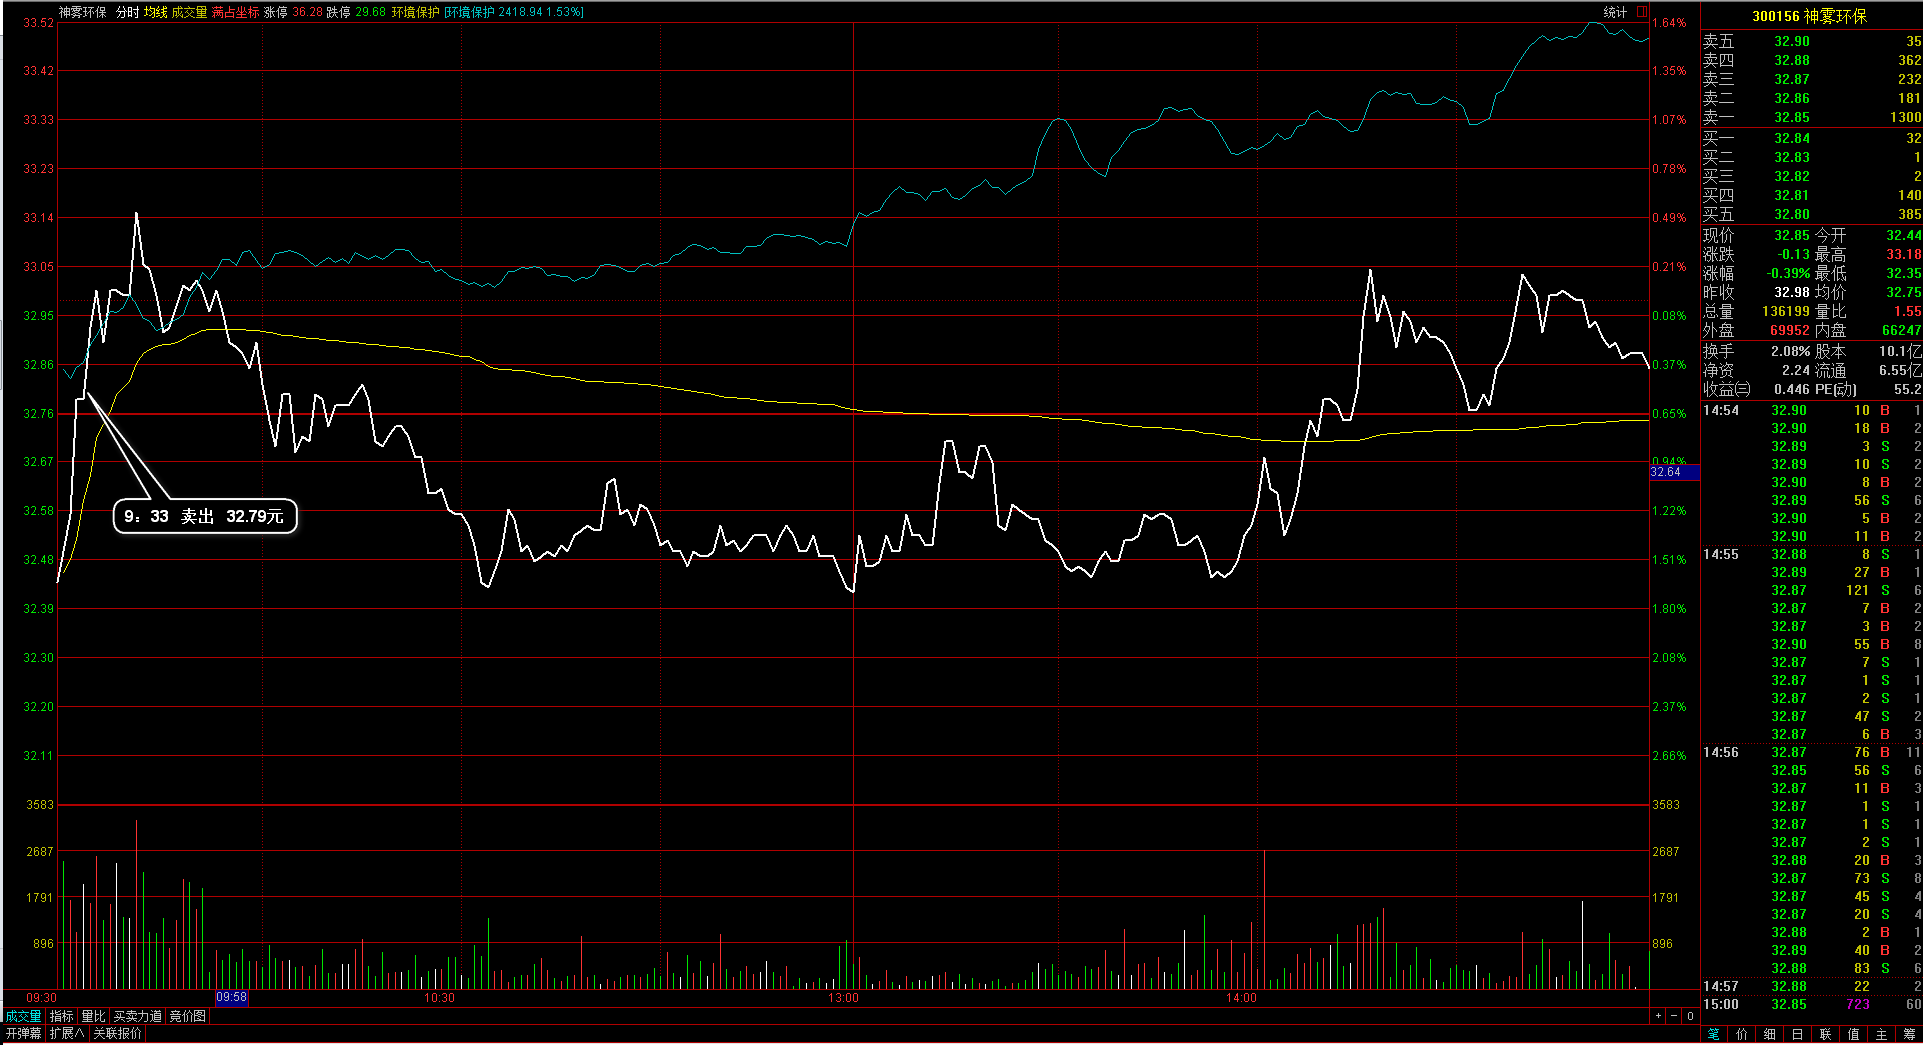 神雾环保 分时 均线 成交量 满占坐标 涨停 36.28 跌停 29.68 环境保护 [环境保护 2418.94 1.53%]
统计
33.52 1.64%
33.42 1.35%
33.33 1.07%
33.23 0.78%
33.14 0.49%
33.05 0.21%
32.95 0.08%
32.86 0.37%
32.76 0.65%
32.67 0.94%
32.64
32.58 1.22%
32.48 1.51%
32.39 1.80%
32.30 2.08%
32.20 2.37%
32.11 2.66%
3583 3583
2687 2687
1791 1791
896 896
9：33 卖出 32.79元
09:30 09:58 10:30 13:00 14:00
成交量 指标 量比 买卖力道 竞价图
+ - 0
开弹幕 扩展∧ 关联报价
300156 神雾环保
卖五 32.90 35
卖四 32.88 362
卖三 32.87 232
卖二 32.86 181
卖一 32.85 1300
买一 32.84 32
买二 32.83 1
买三 32.82 2
买四 32.81 140
买五 32.80 385
现价 32.85 今开 32.44
涨跌 -0.13 最高 33.18
涨幅 -0.39% 最低 32.35
昨收 32.98 均价 32.75
总量 136199 量比 1.55
外盘 69952 内盘 66247
换手 2.08% 股本 10.1亿
净资 2.24 流通 6.55亿
收益(三) 0.446 PE(动) 55.2
14:54 32.90 10 B 1
32.90 18 B 2
32.89 3 S 2
32.89 10 S 2
32.90 8 B 2
32.89 56 S 6
32.90 5 B 2
32.90 11 B 2
14:55 32.88 8 S 1
32.89 27 B 1
32.87 121 S 6
32.87 7 B 2
32.87 3 B 2
32.90 55 B 8
32.87 7 S 1
32.87 1 S 1
32.87 2 S 1
32.87 47 S 2
32.87 6 B 3
14:56 32.87 76 B 11
32.85 56 S 6
32.87 11 B 3
32.87 1 S 1
32.87 1 S 1
32.87 2 S 1
32.88 20 B 3
32.87 73 S 8
32.87 45 S 4
32.87 20 S 4
32.88 2 B 1
32.89 40 B 2
32.88 83 S 6
14:57 32.88 22 2
15:00 32.85 723 60
笔 价 细 日 联 值 主 筹